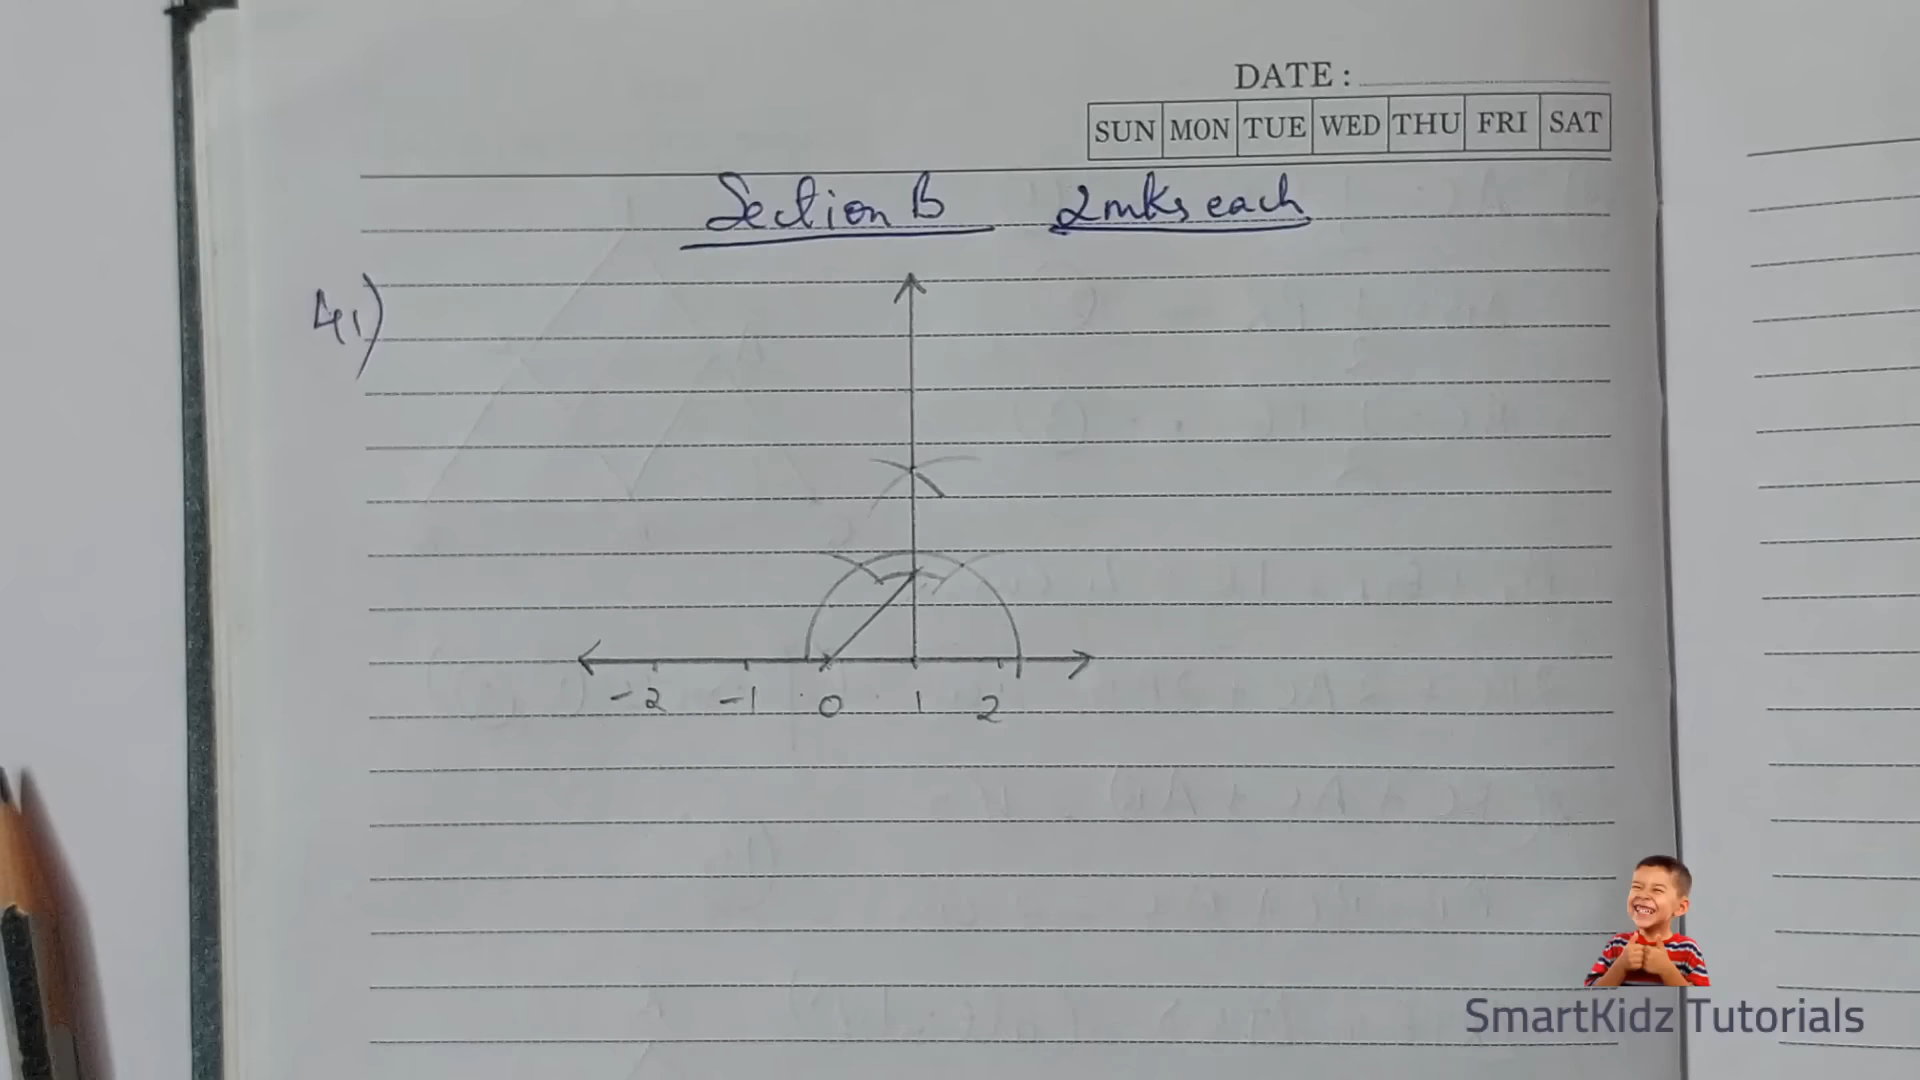 DATE :
SUN MON TUE WED THU FRI SAT
Section B 2mks each
41)
-2 -1 0 1 2
SmartKidz Tutorials